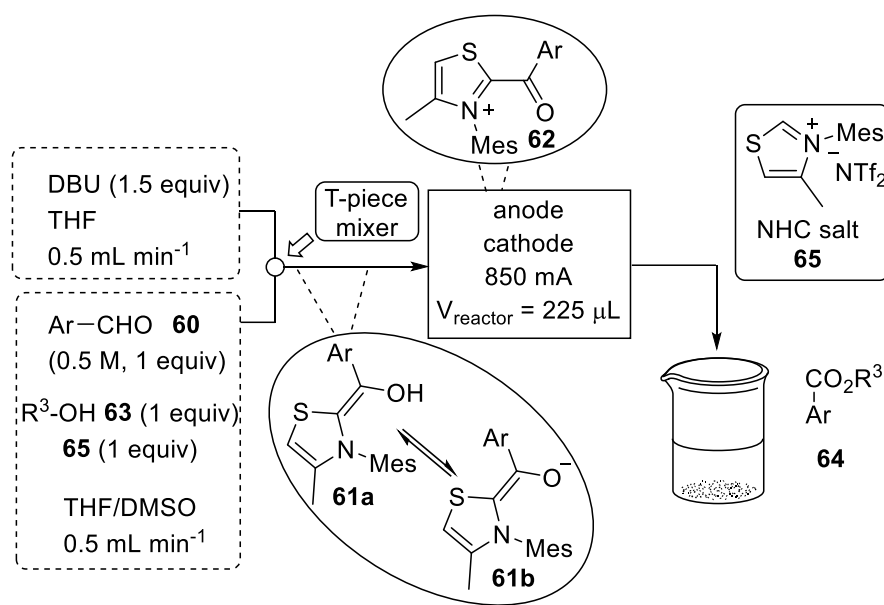 DBU (1.5 equiv)
THF
0.5 mL min⁻¹
T-piece
mixer
Ar–CHO 60
(0.5 M, 1 equiv)
R³-OH 63 (1 equiv)
65 (1 equiv)
THF/DMSO
0.5 mL min⁻¹
S
Ar
N
+
O
Mes
62
anode
cathode
850 mA
V_reactor = 225 μL
Ar
OH
S
N
Mes
61a
Ar
S
O⁻
N
Mes
61b
S
N
+
Mes
−
NTf₂
NHC salt
65
CO₂R³
Ar
64